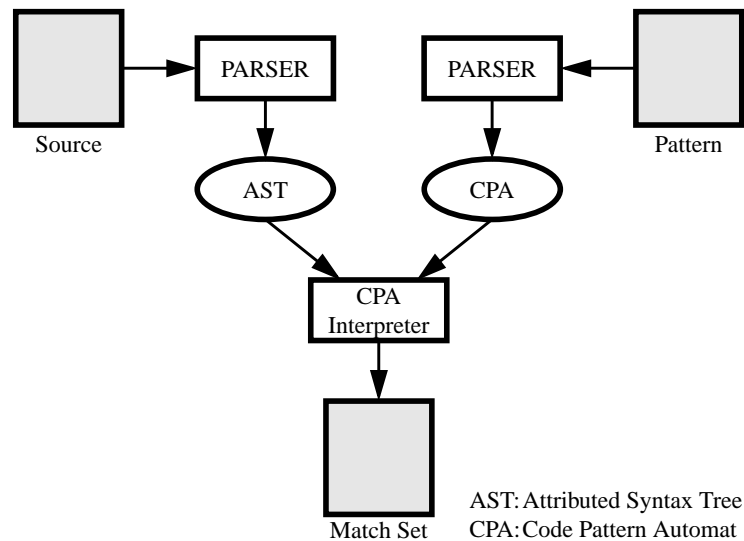 PARSER
PARSER
Source
Pattern
AST
CPA
CPA
Interpreter
Match Set
AST: Attributed Syntax Tree
CPA: Code Pattern Automat